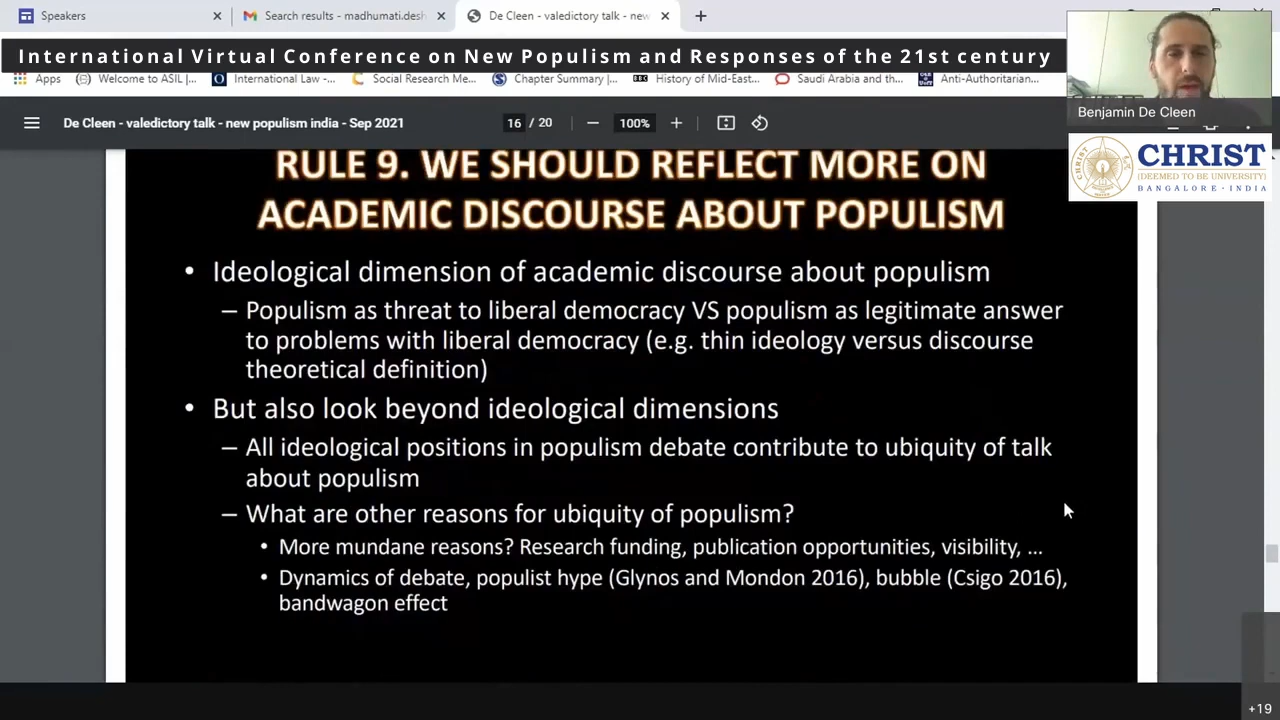 Speakers
Search results - madhumati.desh
De Cleen - valedictory talk - new
International Virtual Conference on New Populism and Responses of the 21st century
Apps
Welcome to ASIL |...
International Law -...
Social Research Me...
Chapter Summary |...
BBC
History of Mid-East...
Saudi Arabia and th...
Anti-Authoritarian...
Benjamin De Cleen
De Cleen - valedictory talk - new populism india - Sep 2021
16 / 20
100%
CHRIST
(DEEMED TO BE UNIVERSITY)
BANGALORE · INDIA
RULE 9. WE SHOULD REFLECT MORE ON
ACADEMIC DISCOURSE ABOUT POPULISM
• Ideological dimension of academic discourse about populism
– Populism as threat to liberal democracy VS populism as legitimate answer
to problems with liberal democracy (e.g. thin ideology versus discourse
theoretical definition)
• But also look beyond ideological dimensions
– All ideological positions in populism debate contribute to ubiquity of talk
about populism
– What are other reasons for ubiquity of populism?
• More mundane reasons? Research funding, publication opportunities, visibility, ...
• Dynamics of debate, populist hype (Glynos and Mondon 2016), bubble (Csigo 2016),
bandwagon effect
+19